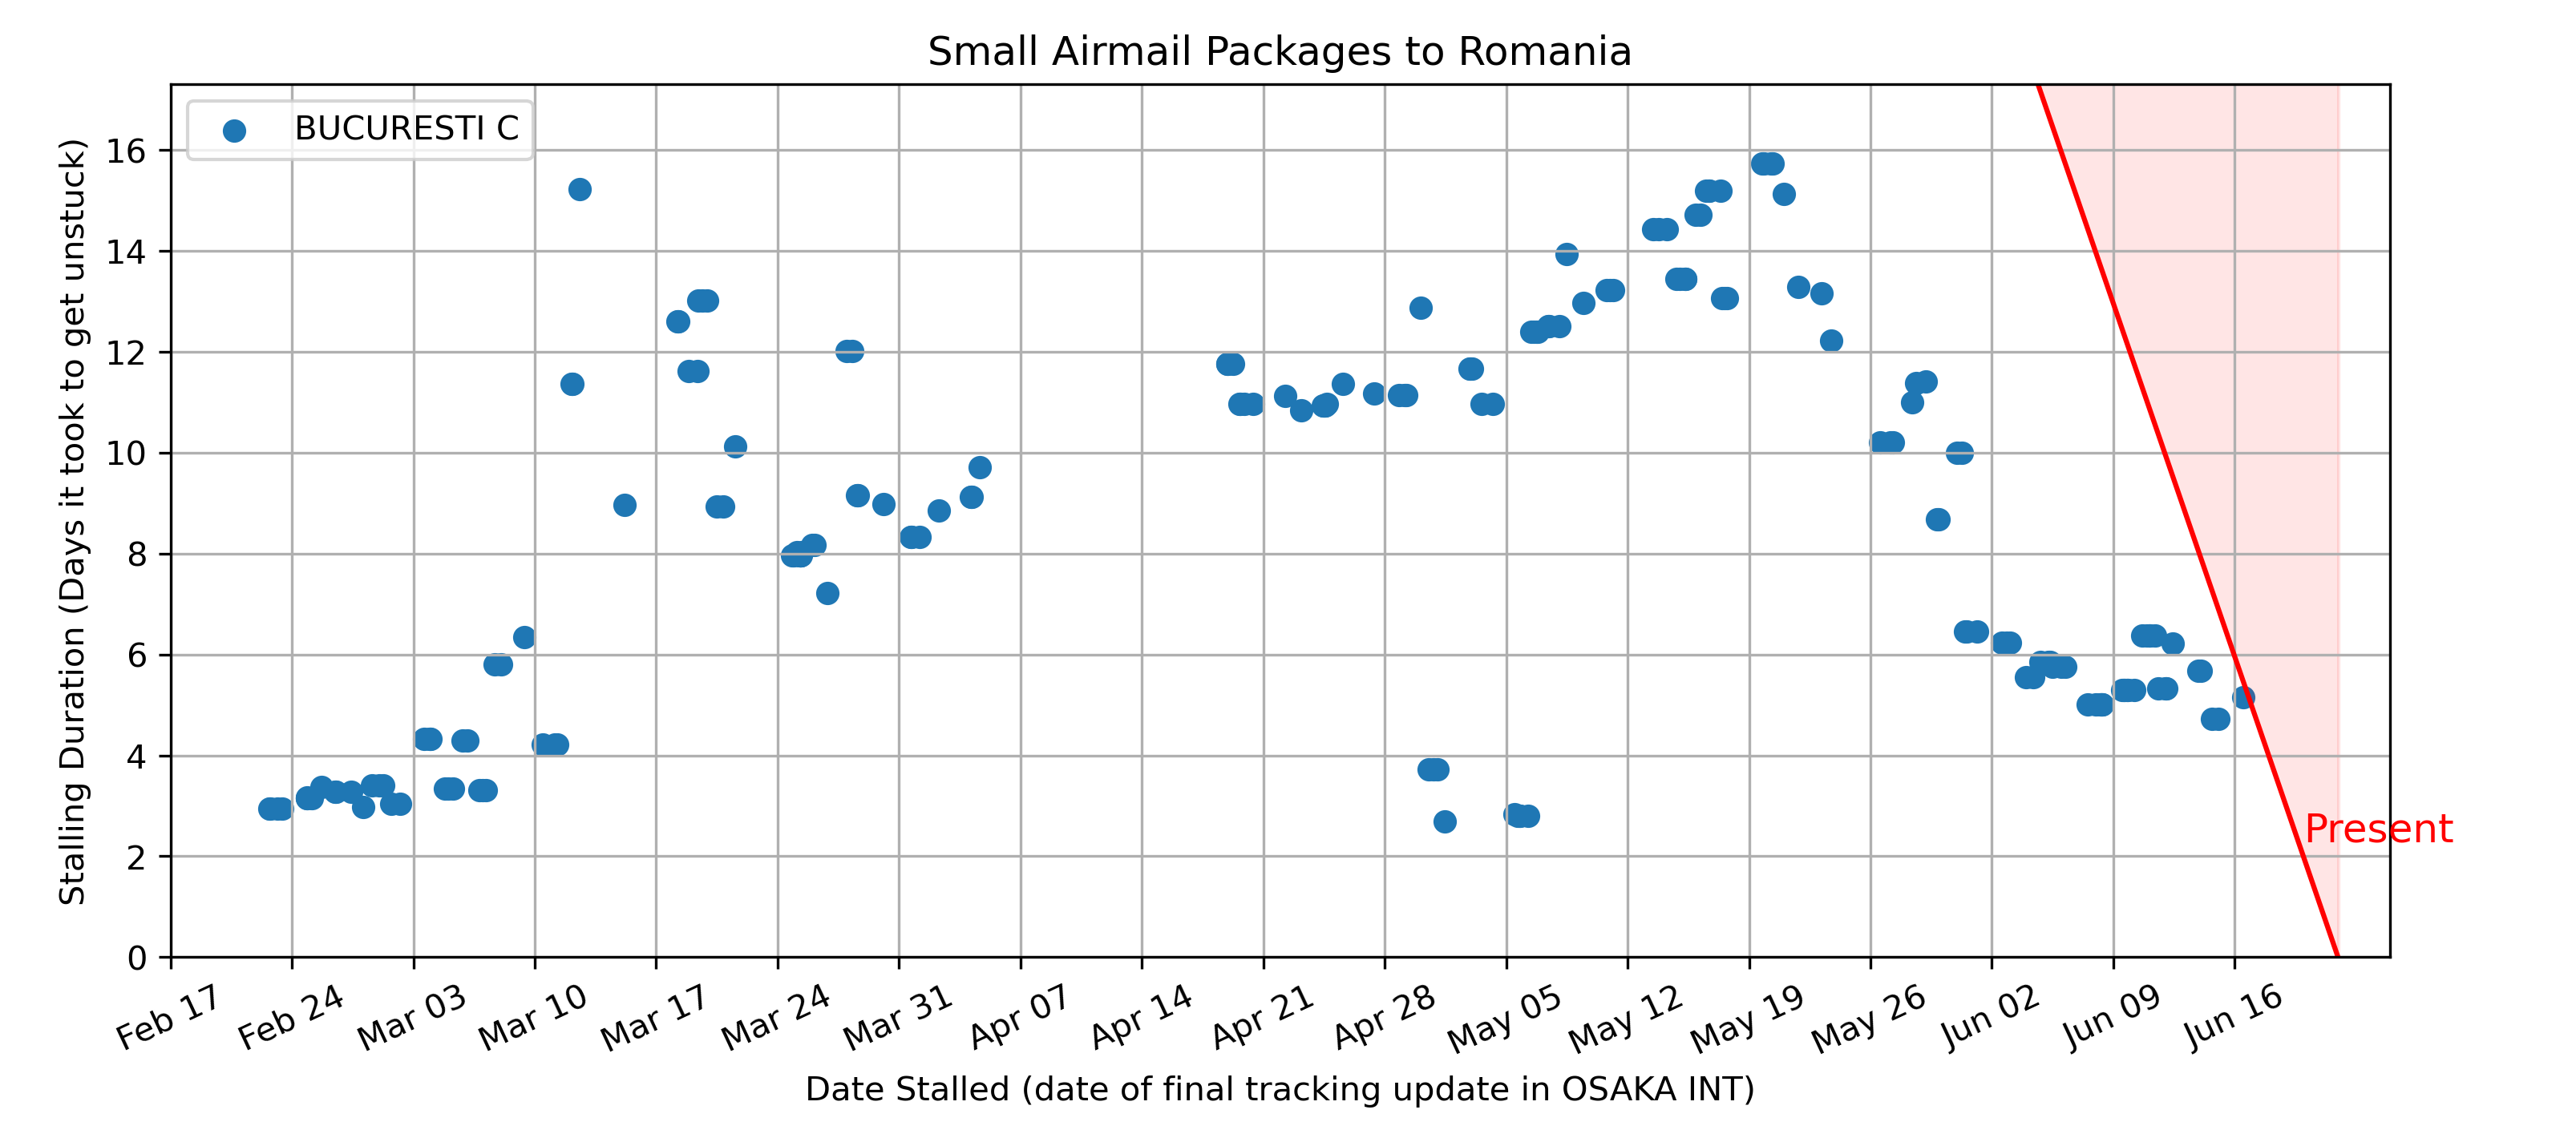 Small Airmail Packages to Romania
BUCURESTI C
Stalling Duration (Days it took to get unstuck)
16
14
12
10
8
6
4
2
0
Present
Feb 17
Feb 24
Mar 03
Mar 10
Mar 17
Mar 24
Mar 31
Apr 07
Apr 14
Apr 21
Apr 28
May 05
May 12
May 19
May 26
Jun 02
Jun 09
Jun 16
Date Stalled (date of final tracking update in OSAKA INT)